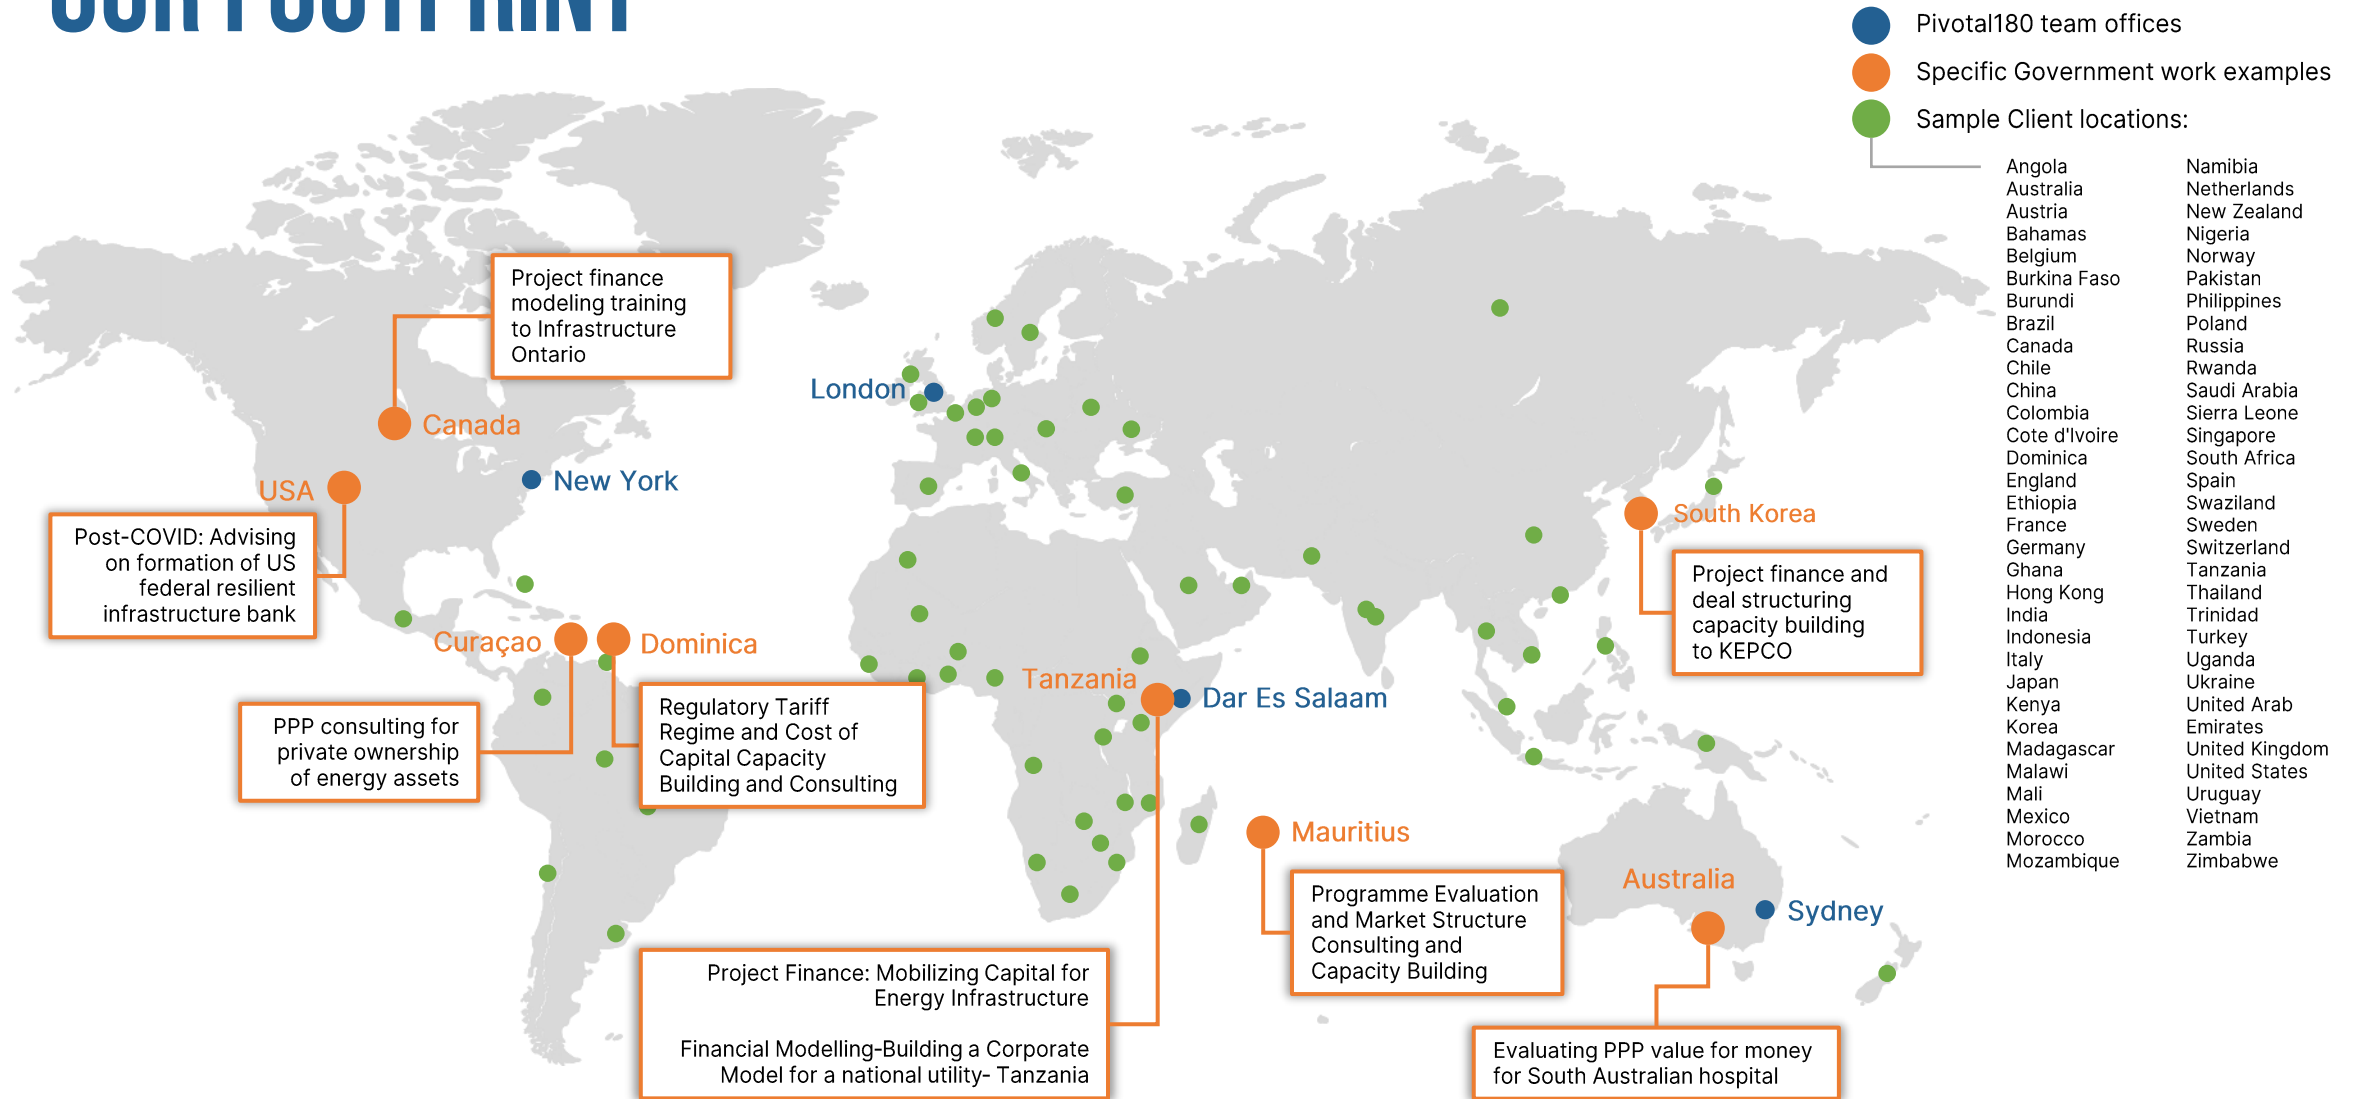 OUR FOOTPRINT
Pivotal180 team offices
Specific Government work examples
Sample Client locations:
Angola
Australia
Austria
Bahamas
Belgium
Burkina Faso
Burundi
Brazil
Canada
Chile
China
Colombia
Cote d'Ivoire
Dominica
England
Ethiopia
France
Germany
Ghana
Hong Kong
India
Indonesia
Italy
Japan
Kenya
Korea
Madagascar
Malawi
Mali
Mexico
Morocco
Mozambique
Namibia
Netherlands
New Zealand
Nigeria
Norway
Pakistan
Philippines
Poland
Russia
Rwanda
Saudi Arabia
Sierra Leone
Singapore
South Africa
Spain
Swaziland
Sweden
Switzerland
Tanzania
Thailand
Trinidad
Turkey
Uganda
Ukraine
United Arab
Emirates
United Kingdom
United States
Uruguay
Vietnam
Zambia
Zimbabwe
Project finance
modeling training
to Infrastructure
Ontario
Canada
London
New York
USA
Post-COVID: Advising
on formation of US
federal resilient
infrastructure bank
South Korea
Project finance and
deal structuring
capacity building
to KEPCO
Curaçao
PPP consulting for
private ownership
of energy assets
Dominica
Regulatory Tariff
Regime and Cost of
Capital Capacity
Building and Consulting
Tanzania
Dar Es Salaam
Project Finance: Mobilizing Capital for
Energy Infrastructure
Financial Modelling-Building a Corporate
Model for a national utility- Tanzania
Mauritius
Programme Evaluation
and Market Structure
Consulting and
Capacity Building
Australia
Sydney
Evaluating PPP value for money
for South Australian hospital